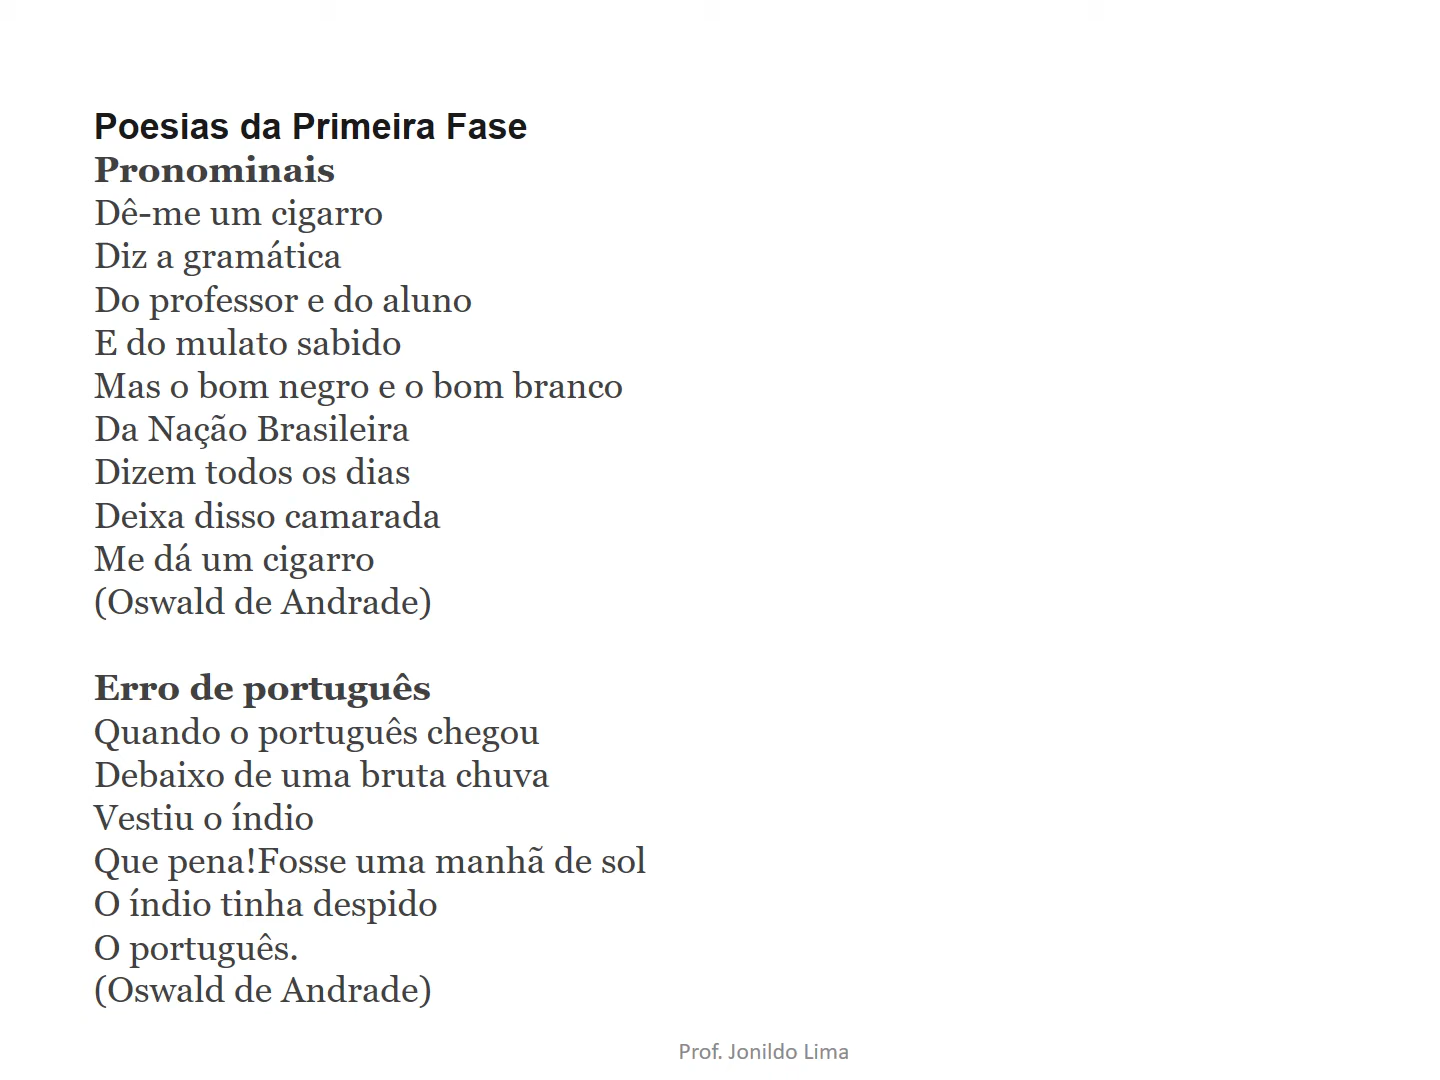 Poesias da Primeira Fase
Pronominais
Dê-me um cigarro
Diz a gramática
Do professor e do aluno
E do mulato sabido
Mas o bom negro e o bom branco
Da Nação Brasileira
Dizem todos os dias
Deixa disso camarada
Me dá um cigarro
(Oswald de Andrade)
Erro de português
Quando o português chegou
Debaixo de uma bruta chuva
Vestiu o índio
Que pena!Fosse uma manhã de sol
O índio tinha despido
O português.
(Oswald de Andrade)
Prof. Jonildo Lima